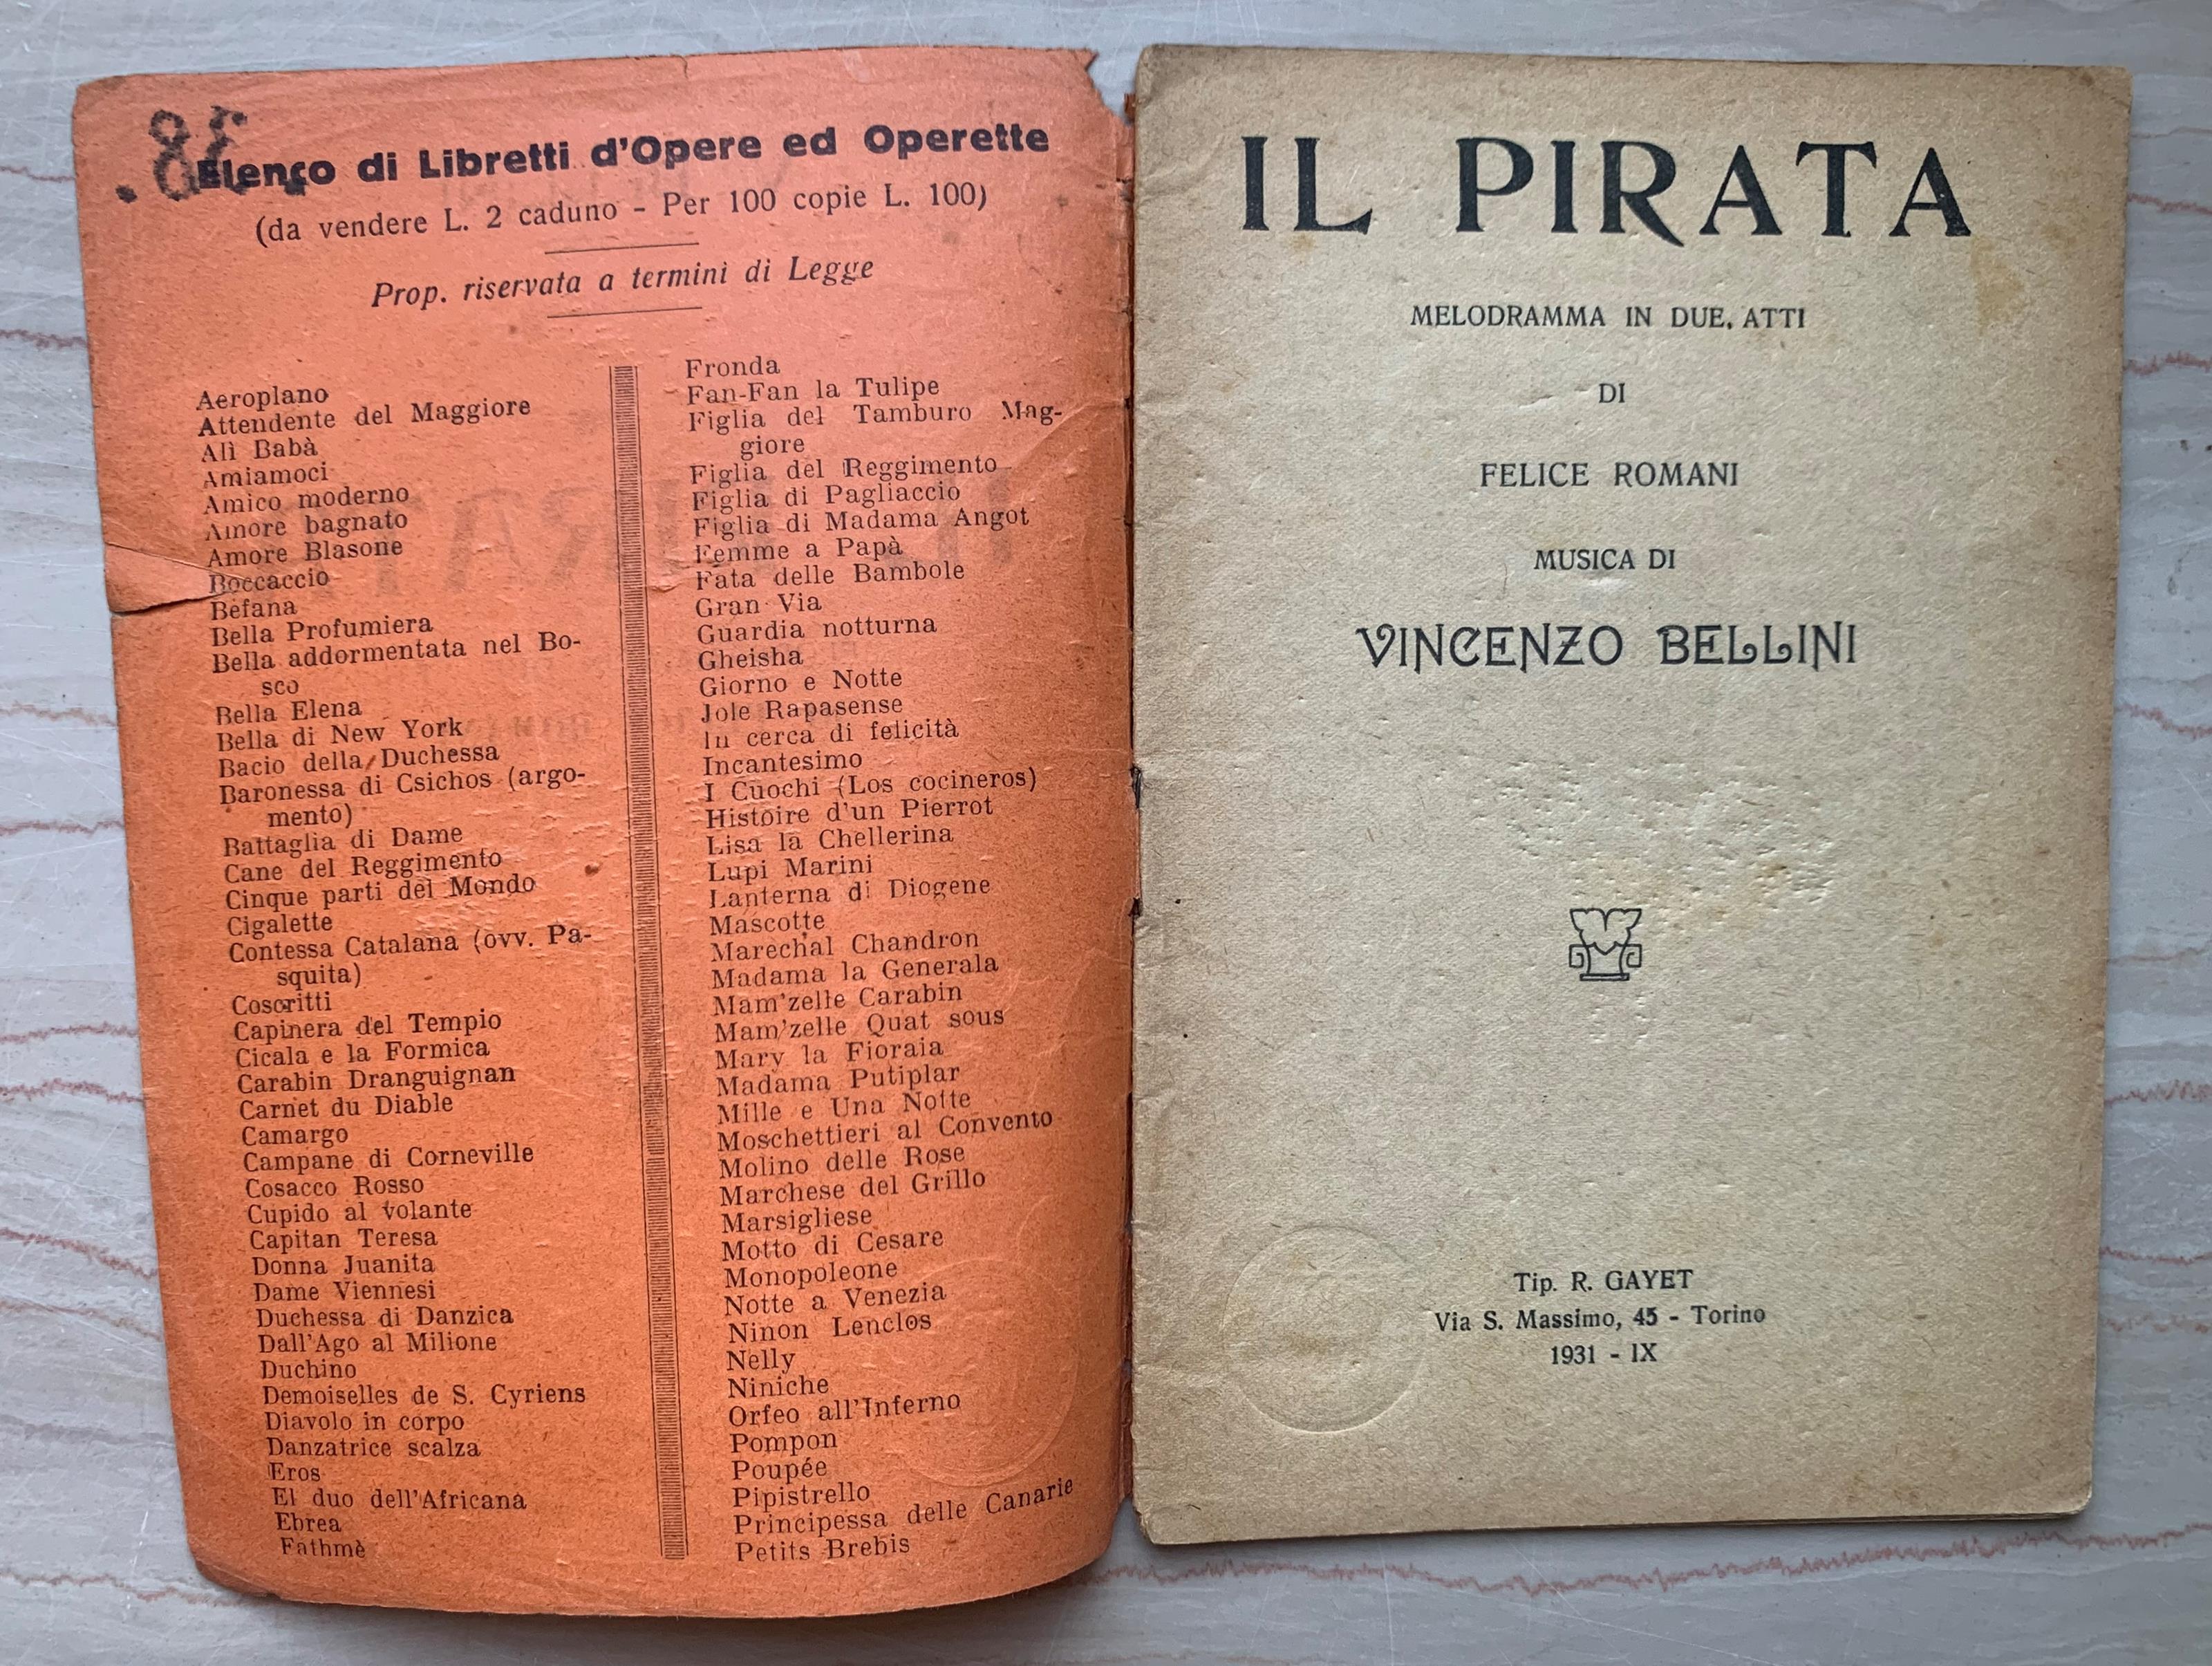 Elenco di Libretti d'Opere ed Operette
(da vendere L. 2 caduno - Per 100 copie L. 100)
Prop. riservata a termini di Legge
Aeroplano
Attendente del Maggiore
Alì Babà
Amiamoci
Amico moderno
Amore bagnato
Amore Blasone
Boccaccio
Befana
Bella Profumiera
Bella addormentata nel Bo-
sco
Bella Elena
Bella di New York
Bacio della Duchessa
Baronessa di Csichos (argo-
mento)
Battaglia di Dame
Cane del Reggimento
Cinque parti del Mondo
Cigalette
Contessa Catalana (ovv. Pa-
squita)
Coscritti
Capinera del Tempio
Cicala e la Formica
Carabin Dranguignan
Carnet du Diable
Camargo
Campane di Corneville
Cosacco Rosso
Cupido al volante
Capitan Teresa
Donna Juanita
Dame Viennesi
Duchessa di Danzica
Dall'Ago al Milione
Duchino
Demoiselles de S. Cyriens
Diavolo in corpo
Danzatrice scalza
Eros
El duo dell'Africana
Ebrea
Fathmè
Fronda
Fan-Fan la Tulipe
Figlia del Tamburo Mag-
giore
Figlia del Reggimento
Figlia di Pagliaccio
Figlia di Madama Angot
Femme a Papà
Fata delle Bambole
Gran Via
Guardia notturna
Gheisha
Giorno e Notte
Jole Rapasense
In cerca di felicità
Incantesimo
I Cuochi (Los cocineros)
Histoire d'un Pierrot
Lisa la Chellerina
Lupi Marini
Lanterna di Diogene
Mascotte
Marechal Chandron
Madama la Generala
Mam'zelle Carabin
Mam'zelle Quat sous
Mary la Fioraia
Madama Putiplar
Mille e Una Notte
Moschettieri al Convento
Molino delle Rose
Marchese del Grillo
Marsigliese
Motto di Cesare
Monopoleone
Notte a Venezia
Ninon Lenclos
Nelly
Niniche
Orfeo all'Inferno
Pompon
Poupée
Pipistrello
Principessa delle Canarie
Petits Brebis
IL PIRATA
MELODRAMMA IN DUE. ATTI
DI
FELICE ROMANI
MUSICA DI
VINCENZO BELLINI
Tip. R. GAYET
Via S. Massimo, 45 - Torino
1931 - IX